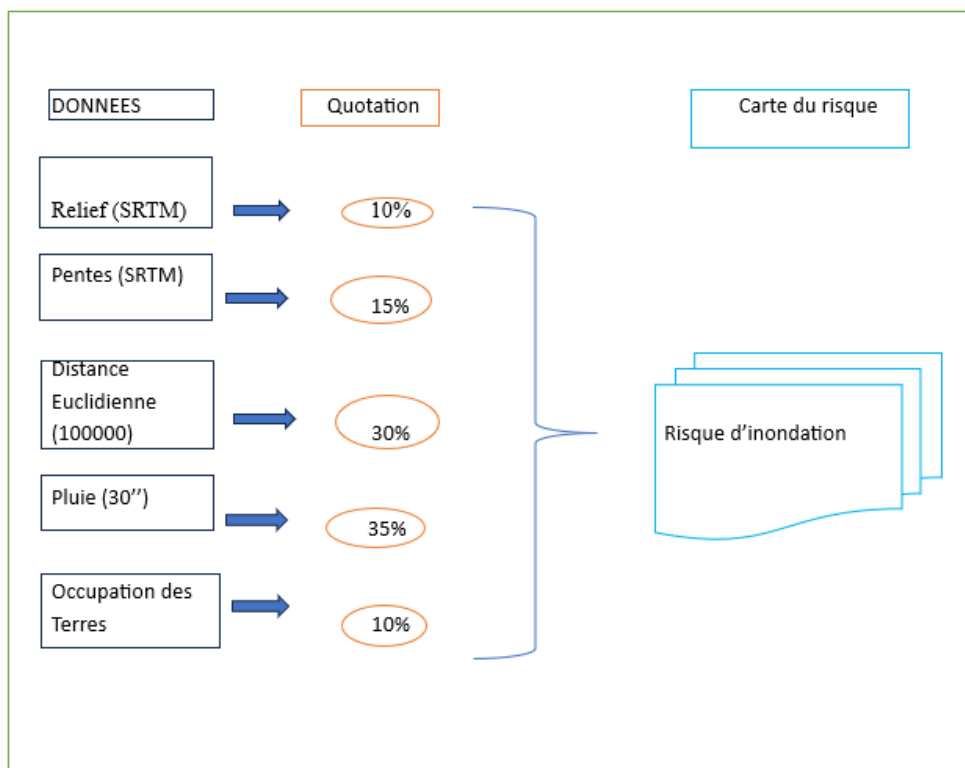 DONNEES
Quotation
Carte du risque
Relief (SRTM)
10%
Pentes (SRTM)
15%
Distance
Euclidienne
(100000)
30%
Risque d’inondation
Pluie (30’’)
35%
Occupation des
Terres
10%